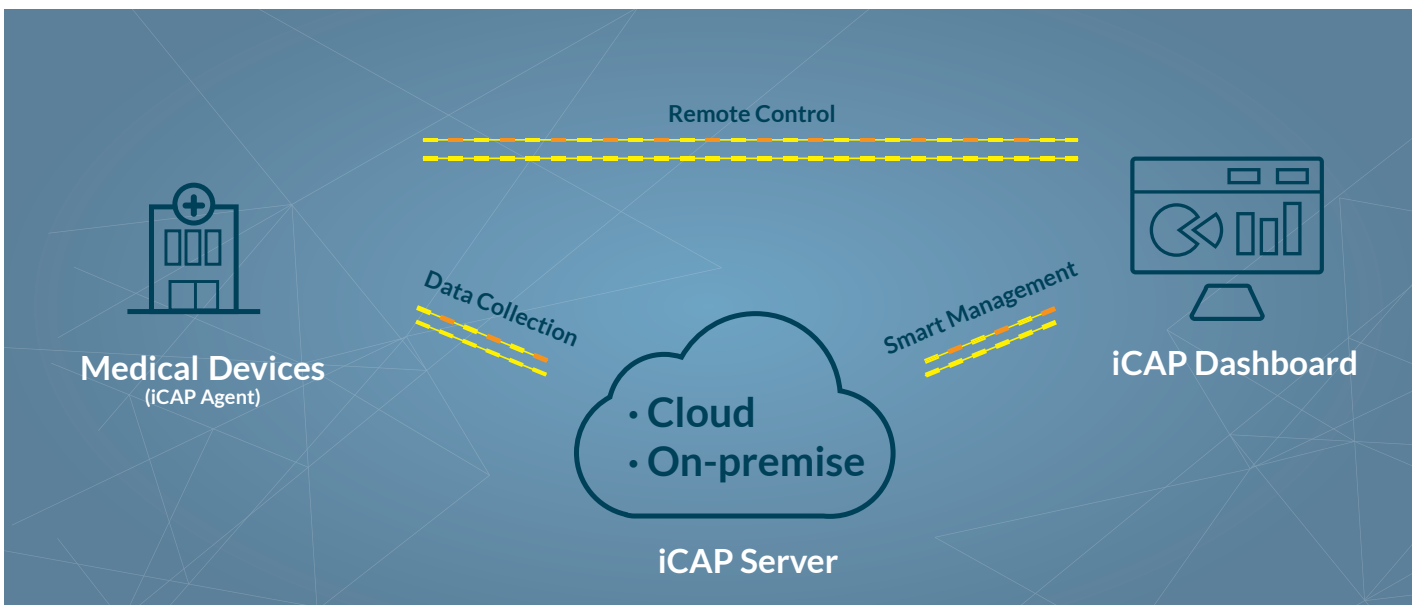 Remote Control
Data Collection
Smart Management
Medical Devices
(iCAP Agent)
iCAP Dashboard
· Cloud
· On-premise
iCAP Server